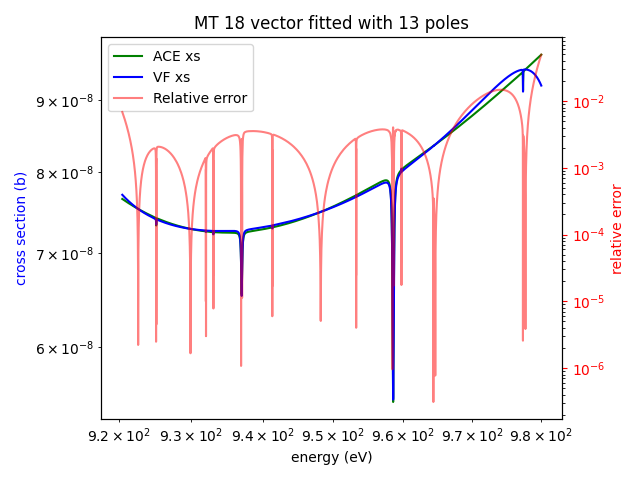 MT 18 vector fitted with 13 poles
ACE xs
VF xs
Relative error
cross section (b)
9 × 10⁻⁸
8 × 10⁻⁸
7 × 10⁻⁸
6 × 10⁻⁸
10⁻²
10⁻³
10⁻⁴
10⁻⁵
10⁻⁶
relative error
9.2 × 10² 9.3 × 10² 9.4 × 10² 9.5 × 10² 9.6 × 10² 9.7 × 10² 9.8 × 10²
energy (eV)